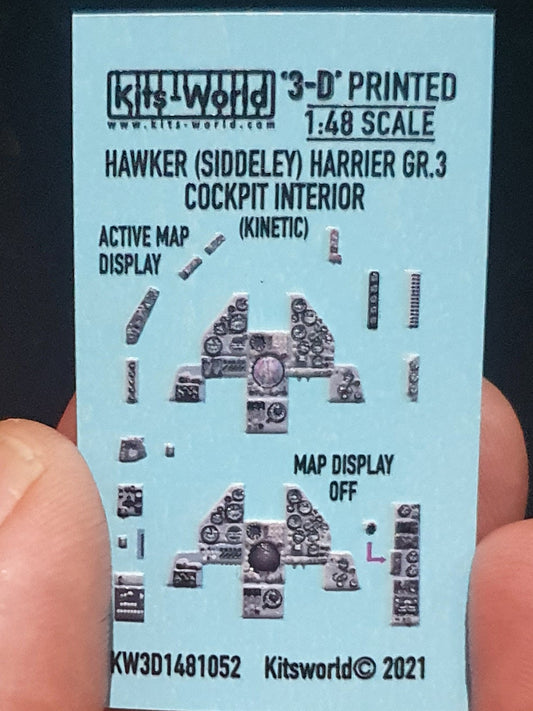 Kits-World "3-D" PRINTED
www.kits-world.com 1:48 SCALE
HAWKER (SIDDELEY) HARRIER GR.3
COCKPIT INTERIOR
(KINETIC)
ACTIVE MAP
DISPLAY
MAP DISPLAY
OFF
KW3D1481052 Kitsworld© 2021